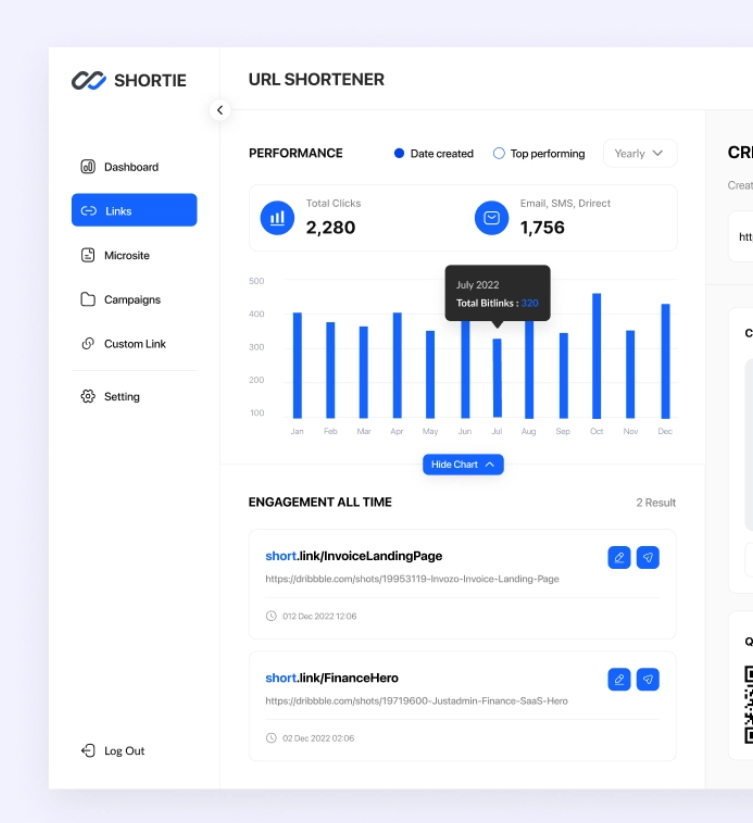 SHORTIE
URL SHORTENER
Dashboard
Links
Microsite
Campaigns
Custom Link
Setting
Log Out
PERFORMANCE
Date created
Top performing
Yearly
Total Clicks
2,280
Email, SMS, Drirect
1,756
July 2022
Total Bitlinks : 320
500
400
300
200
100
Jan Feb Mar Apr May Jun Jul Aug Sep Oct Nov Dec
Hide Chart
ENGAGEMENT ALL TIME
2 Result
short.link/InvoiceLandingPage
https://dribbble.com/shots/19953119-Invozo-Invoice-Landing-Page
012 Dec 2022 12:06
short.link/FinanceHero
https://dribbble.com/shots/19719600-Justadmin-Finance-SaaS-Hero
02 Dec 2022 02:06